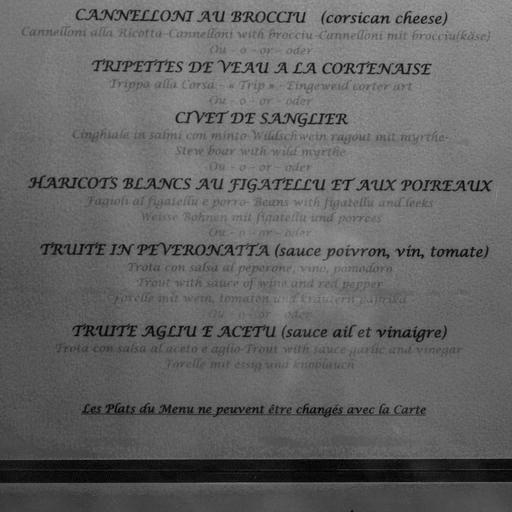 CANNELLONI AU BROCCIU (corsican cheese)
Cannelloni alla Ricotta-Cannelloni with brocciu-Cannelloni mit brocciu(käse)
Ou - o - or - oder
TRIPETTES DE VEAU A LA CORTENAISE
Trippa alla Corsa - « Trip » - Eingeweid corter art
Ou - o - or - oder
CIVET DE SANGLIER
Cinghiale in salmi con minto-Wildschwein ragout mit myrthe-
Stew boar with wild myrthe
Ou - o - or - oder
HARICOTS BLANCS AU FIGATELLU ET AUX POIREAUX
Fagioli al figatellu e porro- Beans with figatellu and leeks
Weisse Bohnen mit figatellu und porrees
Ou - o - or - oder
TRUITE IN PEVERONATTA (sauce poivron, vin, tomate)
Trota con salsa al peperone, vino, pomodoro
Trout with sauce of wine and red pepper
Forelle mit wein, tomaten und kräutern paprika
Ou - o - or - oder
TRUITE AGLIU E ACETU (sauce ail et vinaigre)
Trota con salsa al aceto e aglio-Trout with sauce garlic and vinegar
Forelle mit essig und knoblauch
Les Plats du Menu ne peuvent être changés avec la Carte